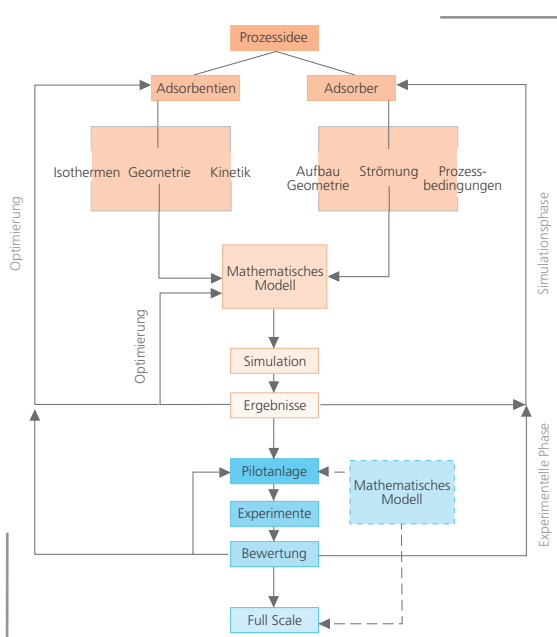 Prozessidee
Adsorbentien
Adsorber
Isothermen Geometrie Kinetik
Aufbau
Geometrie
Strömung
Prozess-
bedingungen
Optimierung
Simulationsphase
Mathematisches
Modell
Optimierung
Simulation
Ergebnisse
Experimentelle Phase
Pilotanlage
Mathematisches
Modell
Experimente
Bewertung
Full Scale